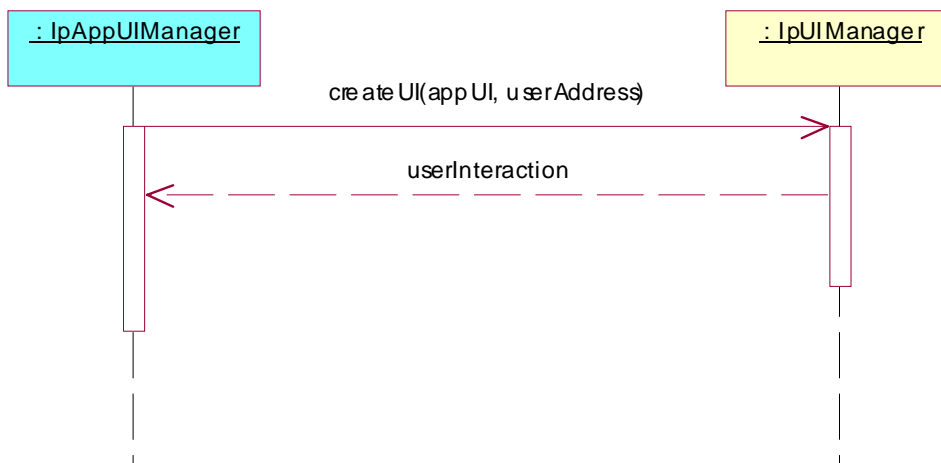 : IpAppUIManager
: IpUIManager
createUI(appUI, userAddress)
userInteraction